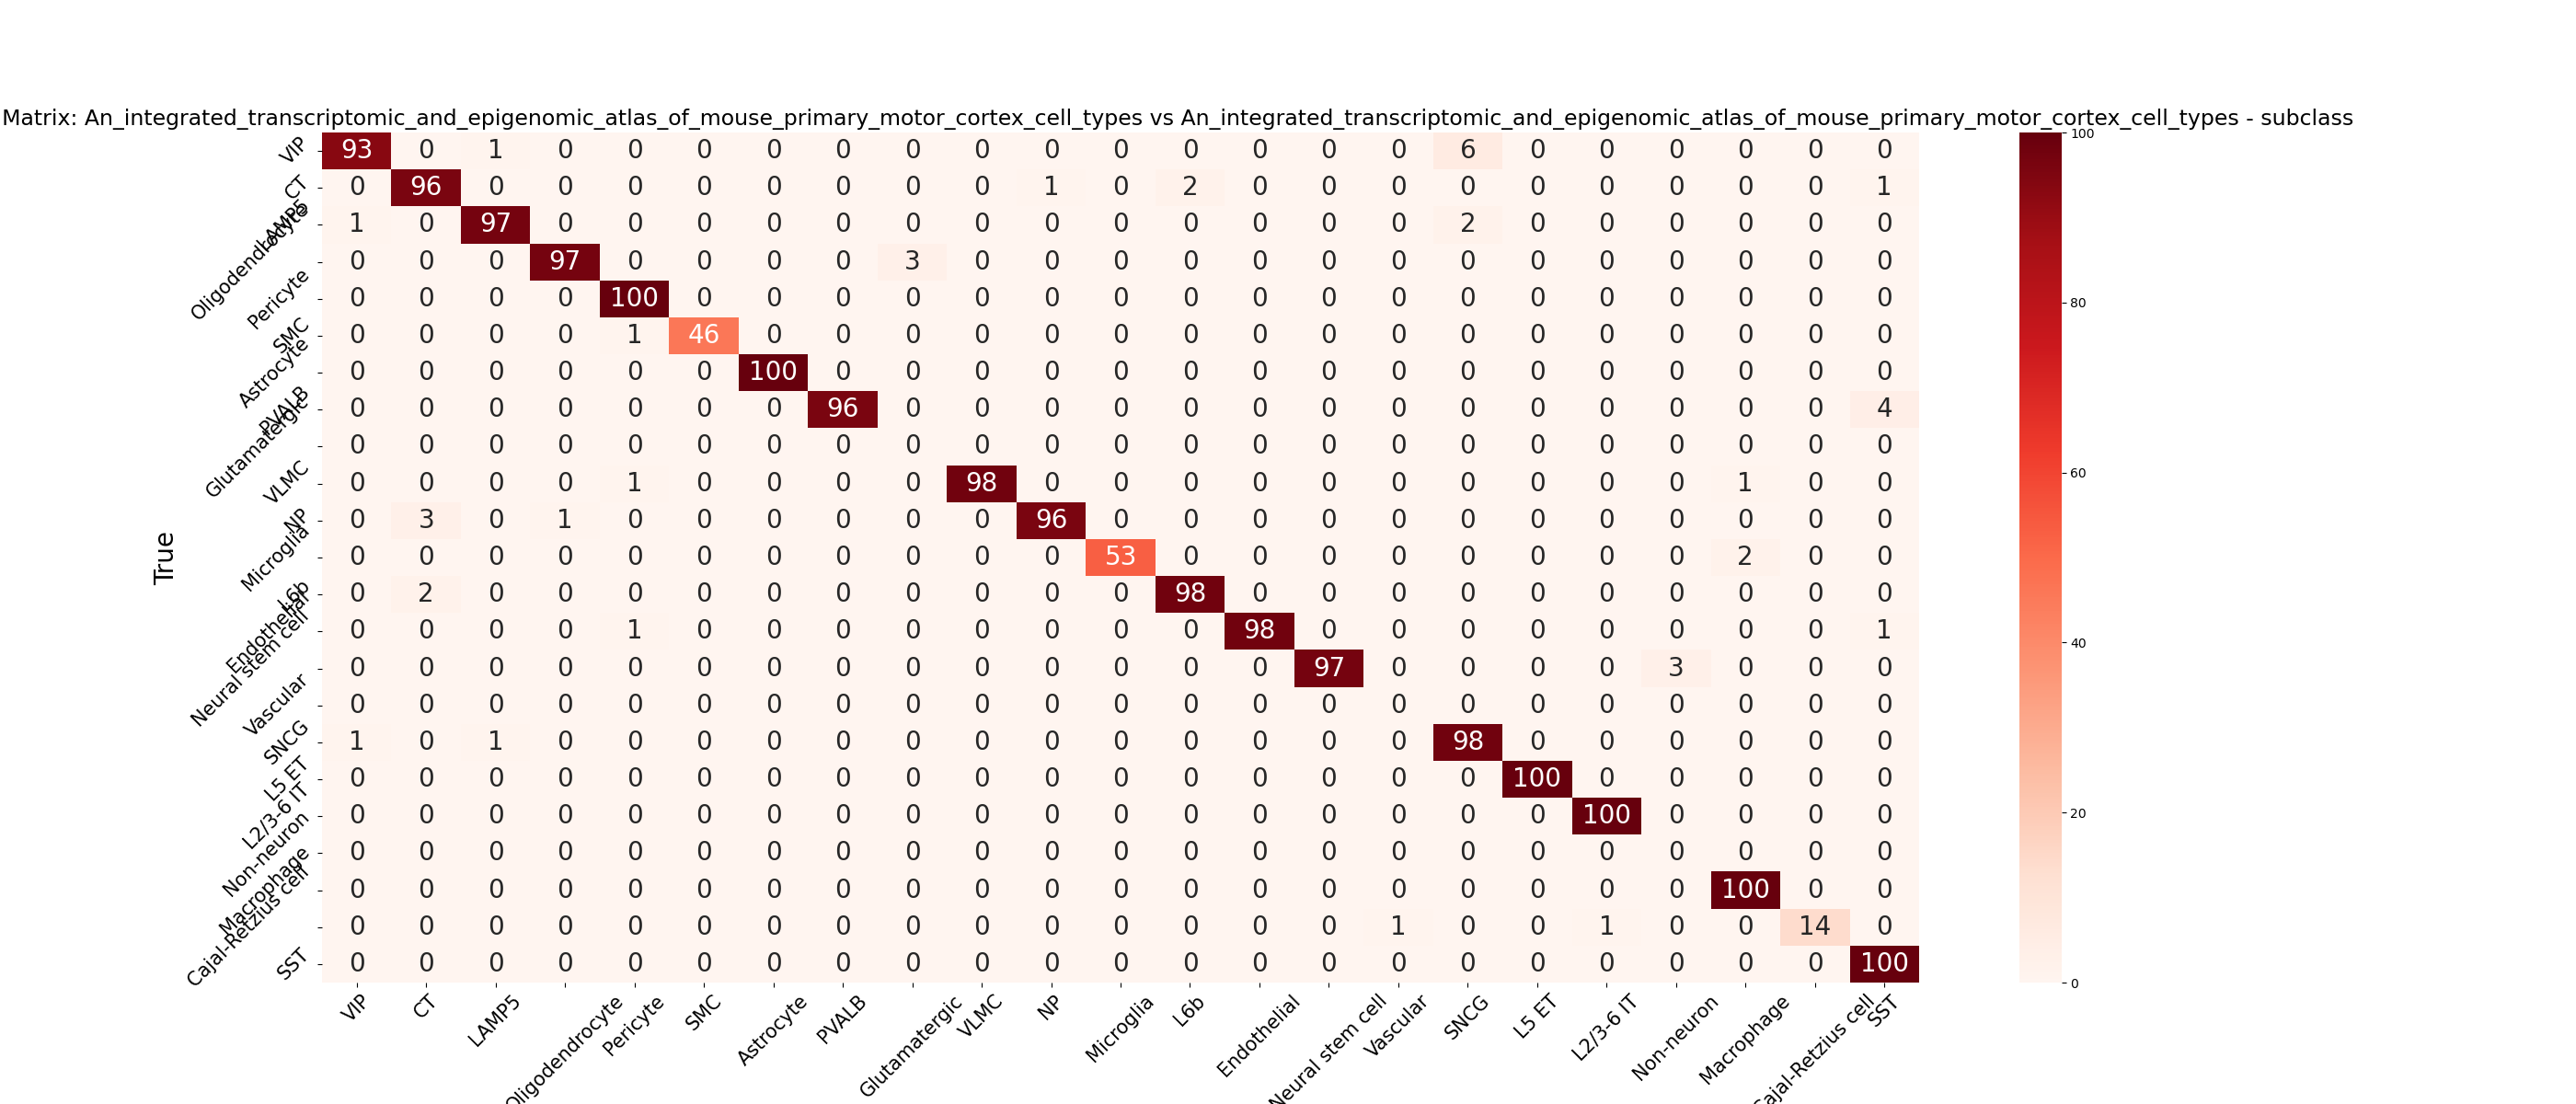 Matrix: An_integrated_transcriptomic_and_epigenomic_atlas_of_mouse_primary_motor_cortex_cell_types vs An_integrated_transcriptomic_and_epigenomic_atlas_of_mouse_primary_motor_cortex_cell_types - subclass
True
VIP 93 0 1 0 0 0 0 0 0 0 0 0 0 0 0 0 6 0 0 0 0 0 0
CT 0 96 0 0 0 0 0 0 0 0 1 0 2 0 0 0 0 0 0 0 0 0 1
LAMP5 1 0 97 0 0 0 0 0 0 0 0 0 0 0 0 0 2 0 0 0 0 0 0
Oligodendrocyte 0 0 0 97 0 0 0 0 3 0 0 0 0 0 0 0 0 0 0 0 0 0 0
Pericyte 0 0 0 0 100 0 0 0 0 0 0 0 0 0 0 0 0 0 0 0 0 0 0
SMC 0 0 0 0 1 46 0 0 0 0 0 0 0 0 0 0 0 0 0 0 0 0 0
Astrocyte 0 0 0 0 0 0 100 0 0 0 0 0 0 0 0 0 0 0 0 0 0 0 0
PVALB 0 0 0 0 0 0 0 96 0 0 0 0 0 0 0 0 0 0 0 0 0 0 4
Glutamatergic 0 0 0 0 0 0 0 0 0 0 0 0 0 0 0 0 0 0 0 0 0 0 0
VLMC 0 0 0 0 1 0 0 0 0 98 0 0 0 0 0 0 0 0 0 0 1 0 0
NP 0 3 0 1 0 0 0 0 0 0 96 0 0 0 0 0 0 0 0 0 0 0 0
Microglia 0 0 0 0 0 0 0 0 0 0 0 53 0 0 0 0 0 0 0 0 2 0 0
L6b 0 2 0 0 0 0 0 0 0 0 0 0 98 0 0 0 0 0 0 0 0 0 0
Endothelial 0 0 0 0 1 0 0 0 0 0 0 0 0 98 0 0 0 0 0 0 0 0 1
Neural stem cell 0 0 0 0 0 0 0 0 0 0 0 0 0 0 97 0 0 0 0 3 0 0 0
Vascular 0 0 0 0 0 0 0 0 0 0 0 0 0 0 0 0 0 0 0 0 0 0 0
SNCG 1 0 1 0 0 0 0 0 0 0 0 0 0 0 0 0 98 0 0 0 0 0 0
L5 ET 0 0 0 0 0 0 0 0 0 0 0 0 0 0 0 0 0 100 0 0 0 0 0
L2/3-6 IT 0 0 0 0 0 0 0 0 0 0 0 0 0 0 0 0 0 0 100 0 0 0 0
Non-neuron 0 0 0 0 0 0 0 0 0 0 0 0 0 0 0 0 0 0 0 0 0 0 0
Macrophage 0 0 0 0 0 0 0 0 0 0 0 0 0 0 0 0 0 0 0 0 100 0 0
Cajal-Retzius cell 0 0 0 0 0 0 0 0 0 0 0 0 0 0 0 1 0 0 1 0 0 14 0
SST 0 0 0 0 0 0 0 0 0 0 0 0 0 0 0 0 0 0 0 0 0 0 100
VIP CT LAMP5 Oligodendrocyte Pericyte SMC Astrocyte PVALB Glutamatergic VLMC NP Microglia L6b Endothelial Neural stem cell Vascular SNCG L5 ET L2/3-6 IT Non-neuron Macrophage Cajal-Retzius cell SST
100
80
60
40
20
0